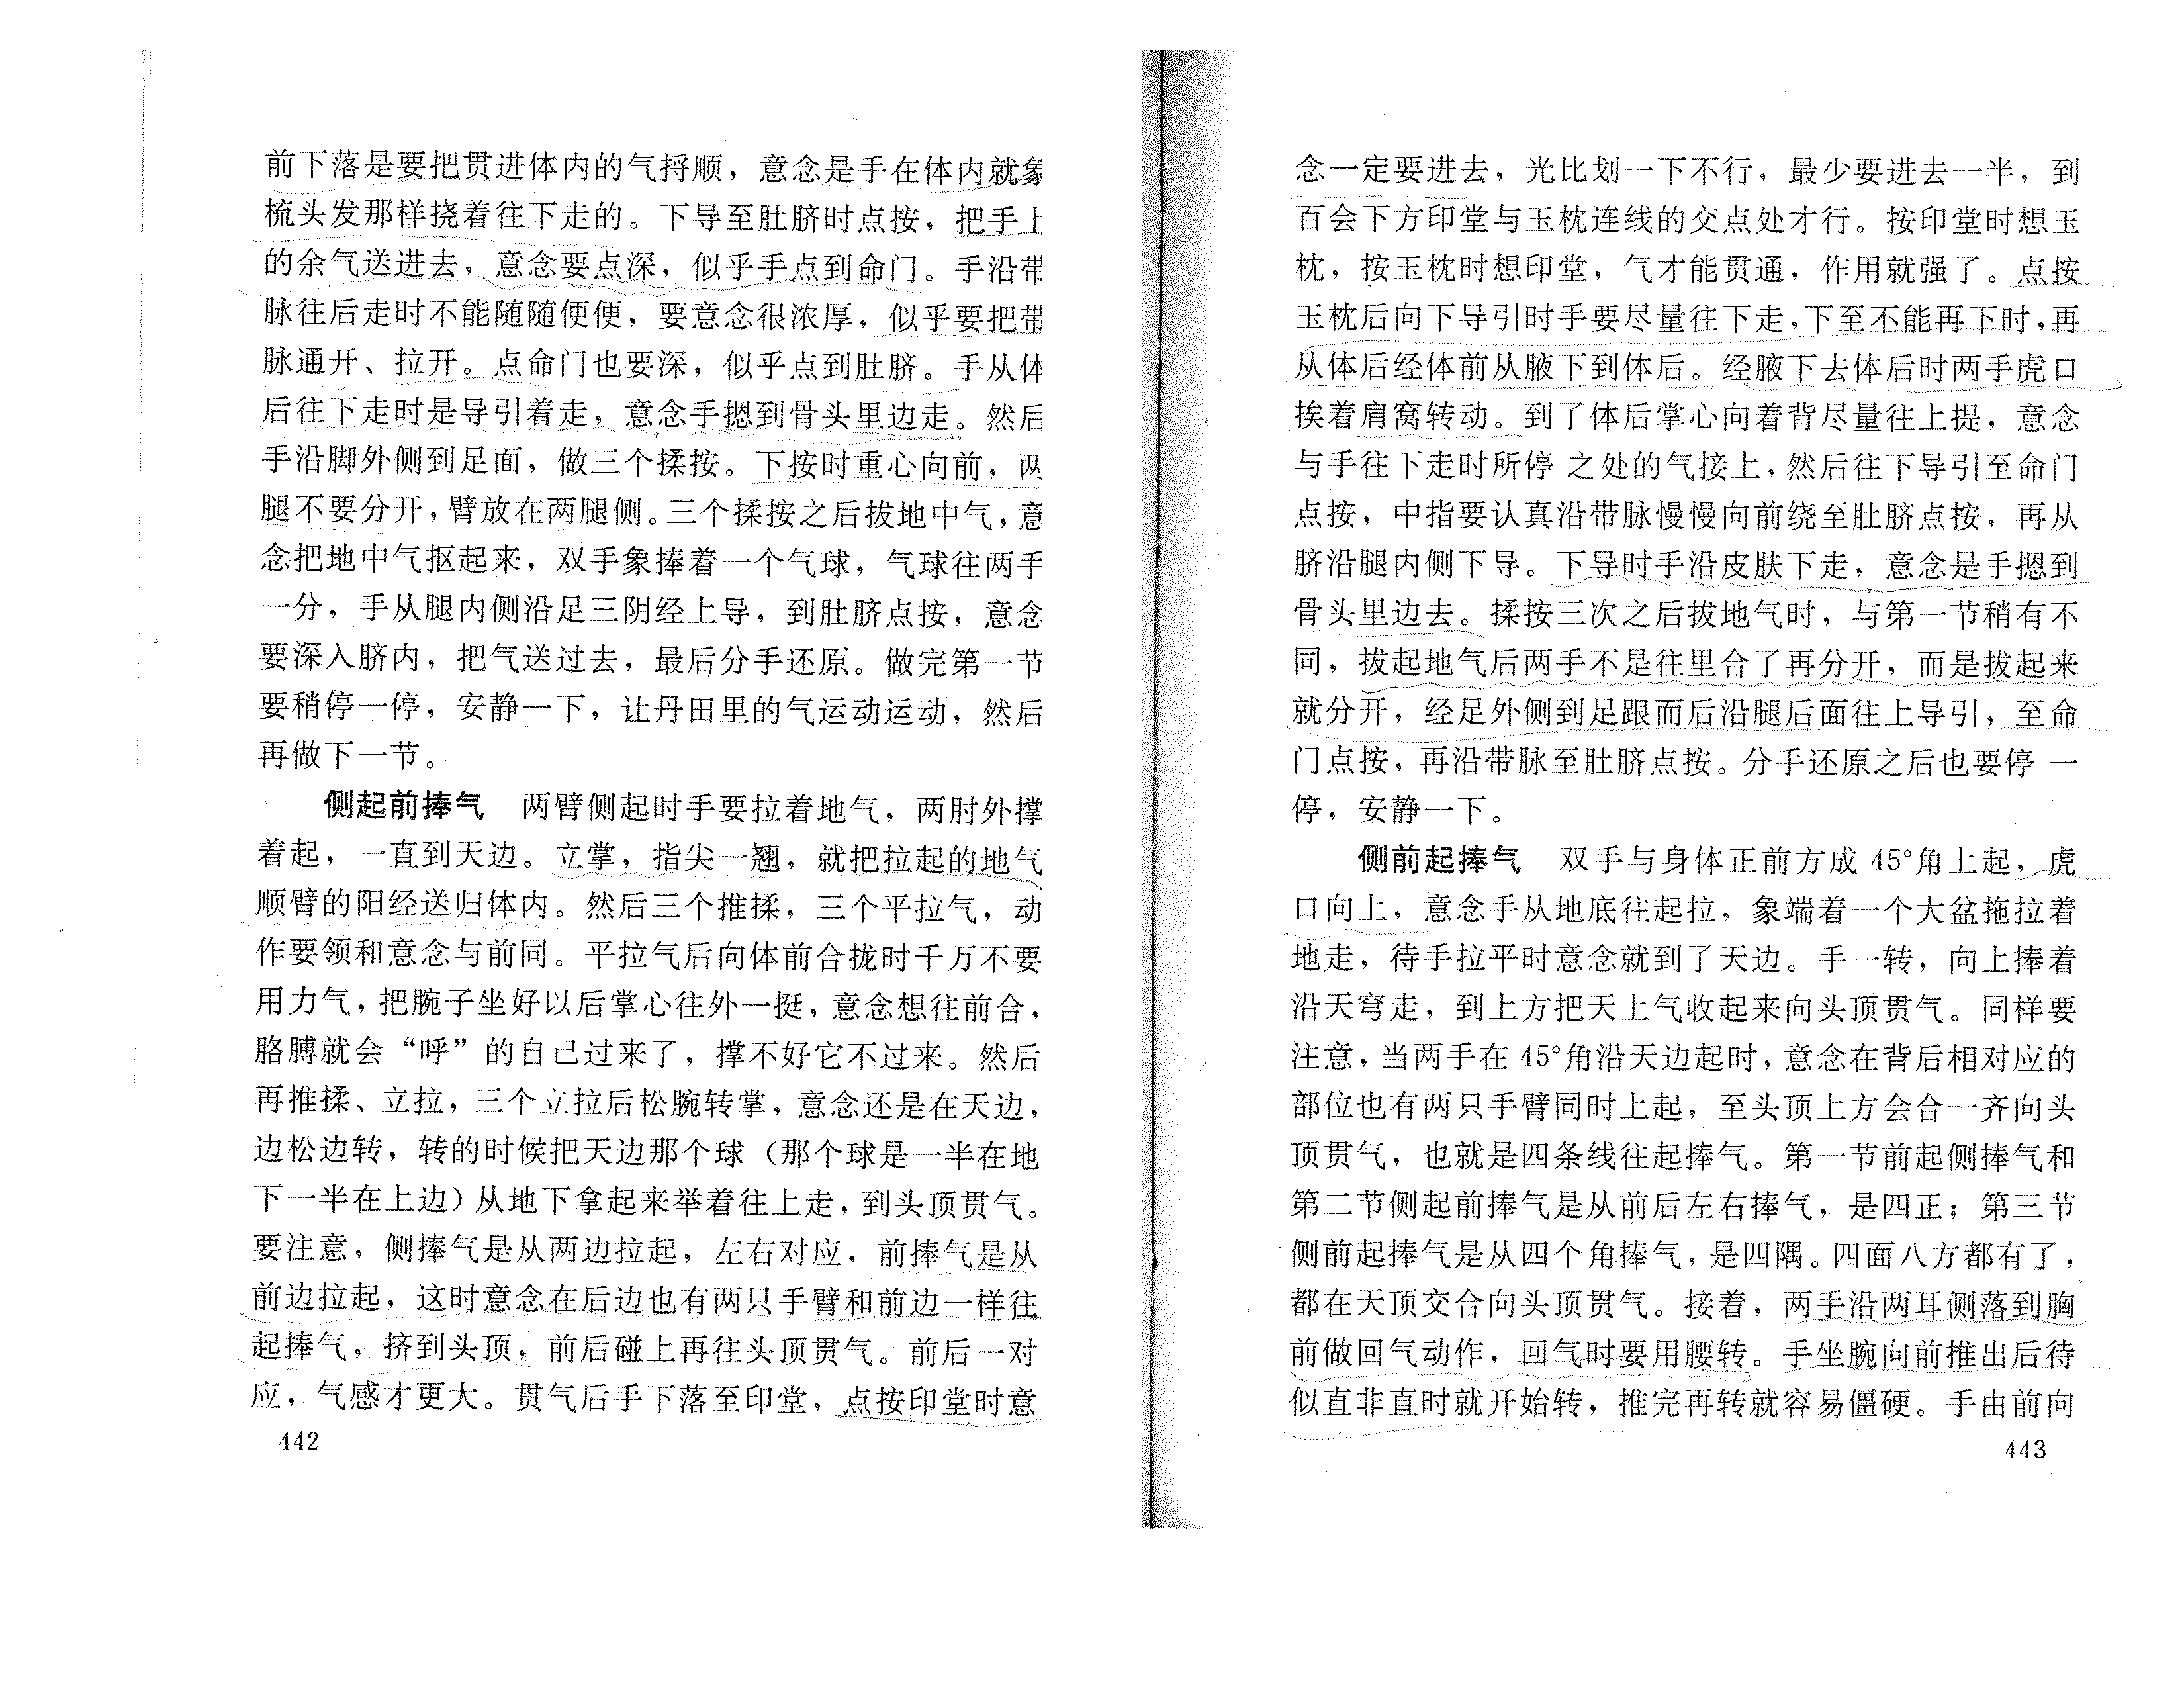 前下落是要把贯进体内的气捋顺，意念是手在体内就象
梳头发那样挠着往下走的。下导至肚脐时点按，把手上
的余气送进去，意念要点深，似乎手点到命门。手沿带
脉往后走时不能随随便便，要意念很浓厚，似乎要把带
脉通开、拉开。点命门也要深，似乎点到肚脐。手从体
后往下走时是导引着走，意念手摁到骨头里边走。然后
手沿脚外侧到足面，做三个揉按。下按时重心向前，两
腿不要分开，臂放在两腿侧。三个揉按之后拔地中气，意
念把地中气抠起来，双手象捧着一个气球，气球往两手
一分，手从腿内侧沿足三阴经上导，到肚脐点按，意念
要深入脐内，把气送过去，最后分手还原。做完第一节
要稍停一停，安静一下，让丹田里的气运动运动，然后
再做下一节。
侧起前捧气　两臂侧起时手要拉着地气，两肘外撑
着起，一直到天边。立掌，指尖一翘，就把拉起的地气
顺臂的阳经送归体内。然后三个推揉，三个平拉气，动
作要领和意念与前同。平拉气后向体前合拢时千万不要
用力气，把腕子坐好以后掌心往外一挺，意念想往前合，
胳膊就会“呼”的自己过来了，撑不好它不过来。然后
再推揉、立拉，三个立拉后松腕转掌，意念还是在天边，
边松边转，转的时候把天边那个球（那个球是一半在地
下一半在上边）从地下拿起来举着往上走，到头顶贯气。
要注意，侧捧气是从两边拉起，左右对应，前捧气是从
前边拉起，这时意念在后边也有两只手臂和前边一样往
起捧气，挤到头顶，前后碰上再往头顶贯气。前后一对
应，气感才更大。贯气后手下落至印堂，点按印堂时意
442
念一定要进去，光比划一下不行，最少要进去一半，到
百会下方印堂与玉枕连线的交点处才行。按印堂时想玉
枕，按玉枕时想印堂，气才能贯通，作用就强了。点按
玉枕后向下导引时手要尽量往下走，下至不能再下时，再
从体后经体前从腋下到体后。经腋下去体后时两手虎口
挨着肩窝转动。到了体后掌心向着背尽量往上提，意念
与手往下走时所停之处的气接上，然后往下导引至命门
点按，中指要认真沿带脉慢慢向前绕至肚脐点按，再从
脐沿腿内侧下导。下导时手沿皮肤下走，意念是手摁到
骨头里边去。揉按三次之后拔地气时，与第一节稍有不
同，拔起地气后两手不是往里合了再分开，而是拔起来
就分开，经足外侧到足跟而后沿腿后面往上导引，至命
门点按，再沿带脉至肚脐点按。分手还原之后也要停一
停，安静一下。
侧前起捧气　双手与身体正前方成 45°角上起，虎
口向上，意念手从地底往起拉，象端着一个大盆拖拉着
地走，待手拉平时意念就到了天边。手一转，向上捧着
沿天穹走，到上方把天上气收起来向头顶贯气。同样要
注意，当两手在 45°角沿天边起时，意念在背后相对应的
部位也有两只手臂同时上起，至头顶上方会合一齐向头
顶贯气，也就是四条线往起捧气。第一节前起侧捧气和
第二节侧起前捧气是从前后左右捧气，是四正；第三节
侧前起捧气是从四个角捧气，是四隅。四面八方都有了，
都在天顶交合向头顶贯气。接着，两手沿两耳侧落到胸
前做回气动作，回气时要用腰转。手坐腕向前推出后待
似直非直时就开始转，推完再转就容易僵硬。手由前向
443